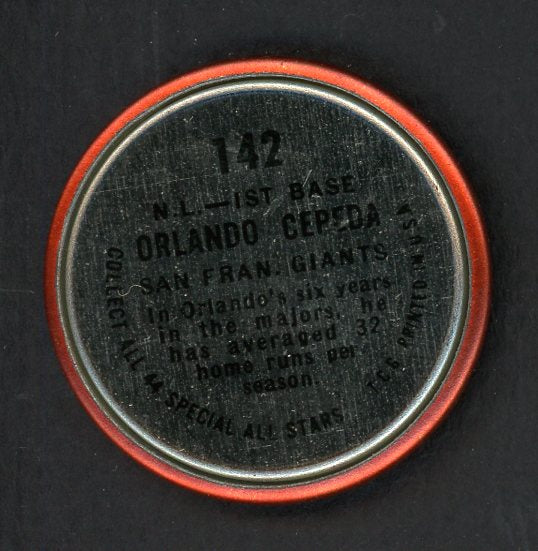 142
N.L.—1ST BASE
ORLANDO CEPEDA
SAN FRAN. GIANTS
In Orlando's six years
in the majors, he
has averaged 32
home runs per
season.
COLLECT ALL 44 SPECIAL ALL STARS
T.C.G. PRINTED IN U.S.A.